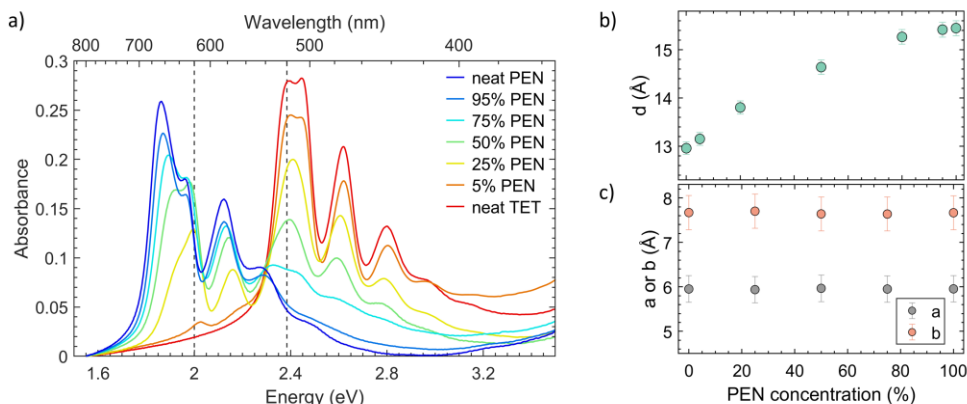 a)
Wavelength (nm)
800 700 600 500 400
0.3
0.25
0.2
0.15
0.1
0.05
0
Absorbance
neat PEN
95% PEN
75% PEN
50% PEN
25% PEN
5% PEN
neat TET
1.6 2 2.4 2.8 3.2
Energy (eV)
b)
15
14
13
d (Å)
c)
8
7
6
5
a or b (Å)
a
b
0 20 40 60 80 100
PEN concentration (%)